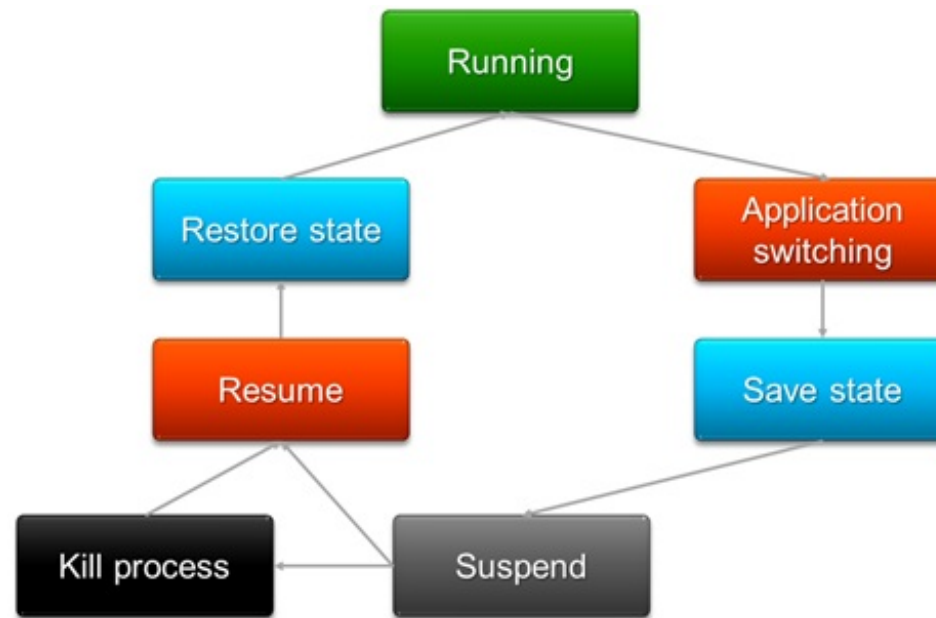 Running
Restore state
Application
switching
Resume
Save state
Kill process
Suspend